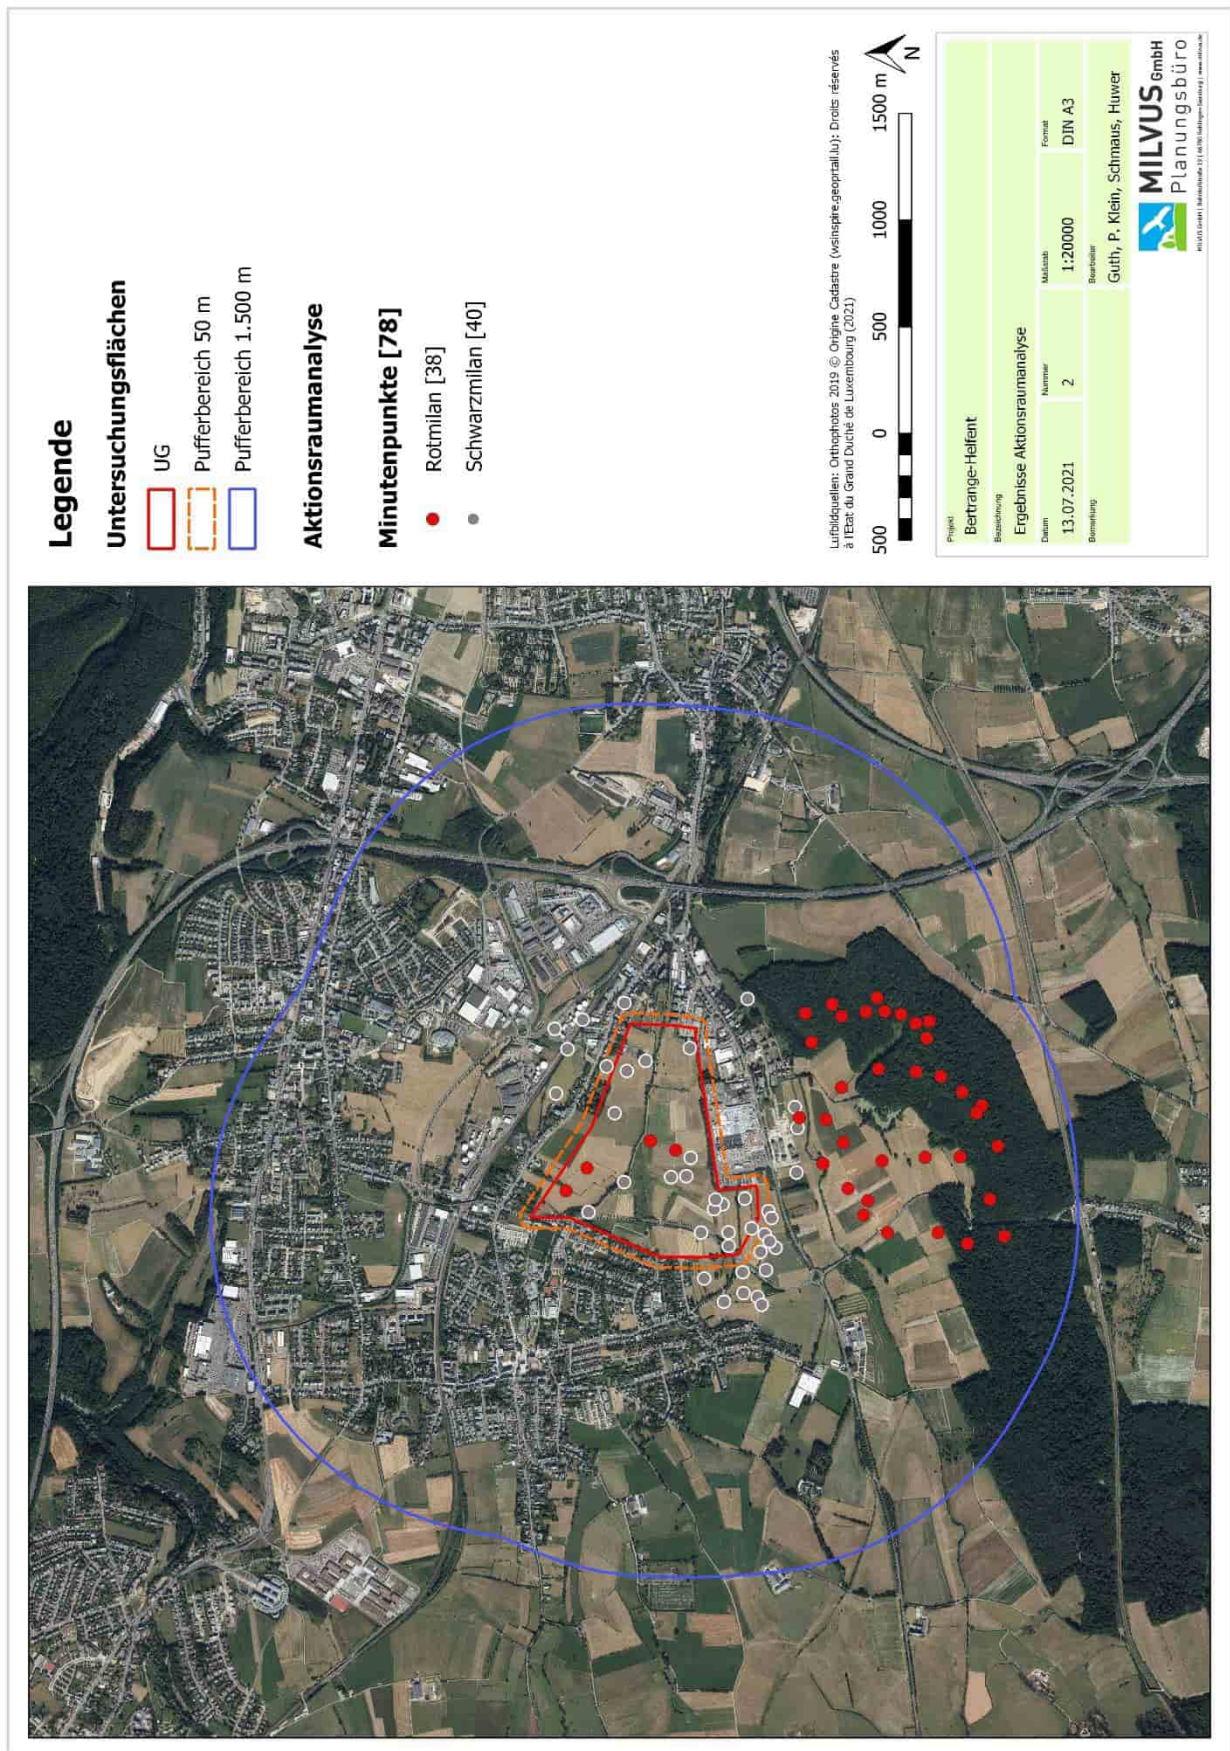 Legende
Untersuchungsflächen
UG
Pufferbereich 50 m
Pufferbereich 1.500 m
Aktionsraumanalyse
Minutenpunkte [78]
Rotmilan [38]
Schwarzmilan [40]
Luftbildquellen: Orthophotos 2019 © Origine Cadastre (wsinspire.geoprtail.lu): Droits réservés
à l'Etat du Grand Duché de Luxembourg (2021)
500 0 500 1000 1500 m
N
Projekt
Bertrange-Helfent
Bezeichnung
Ergebnisse Aktionsraumanalyse
Datum Nummer Maßstab Format
13.07.2021 2 1:20000 DIN A3
Bemerkung Bearbeiter
Guth, P. Klein, Schmaus, Huwer
MILVUS GmbH
Planungsbüro